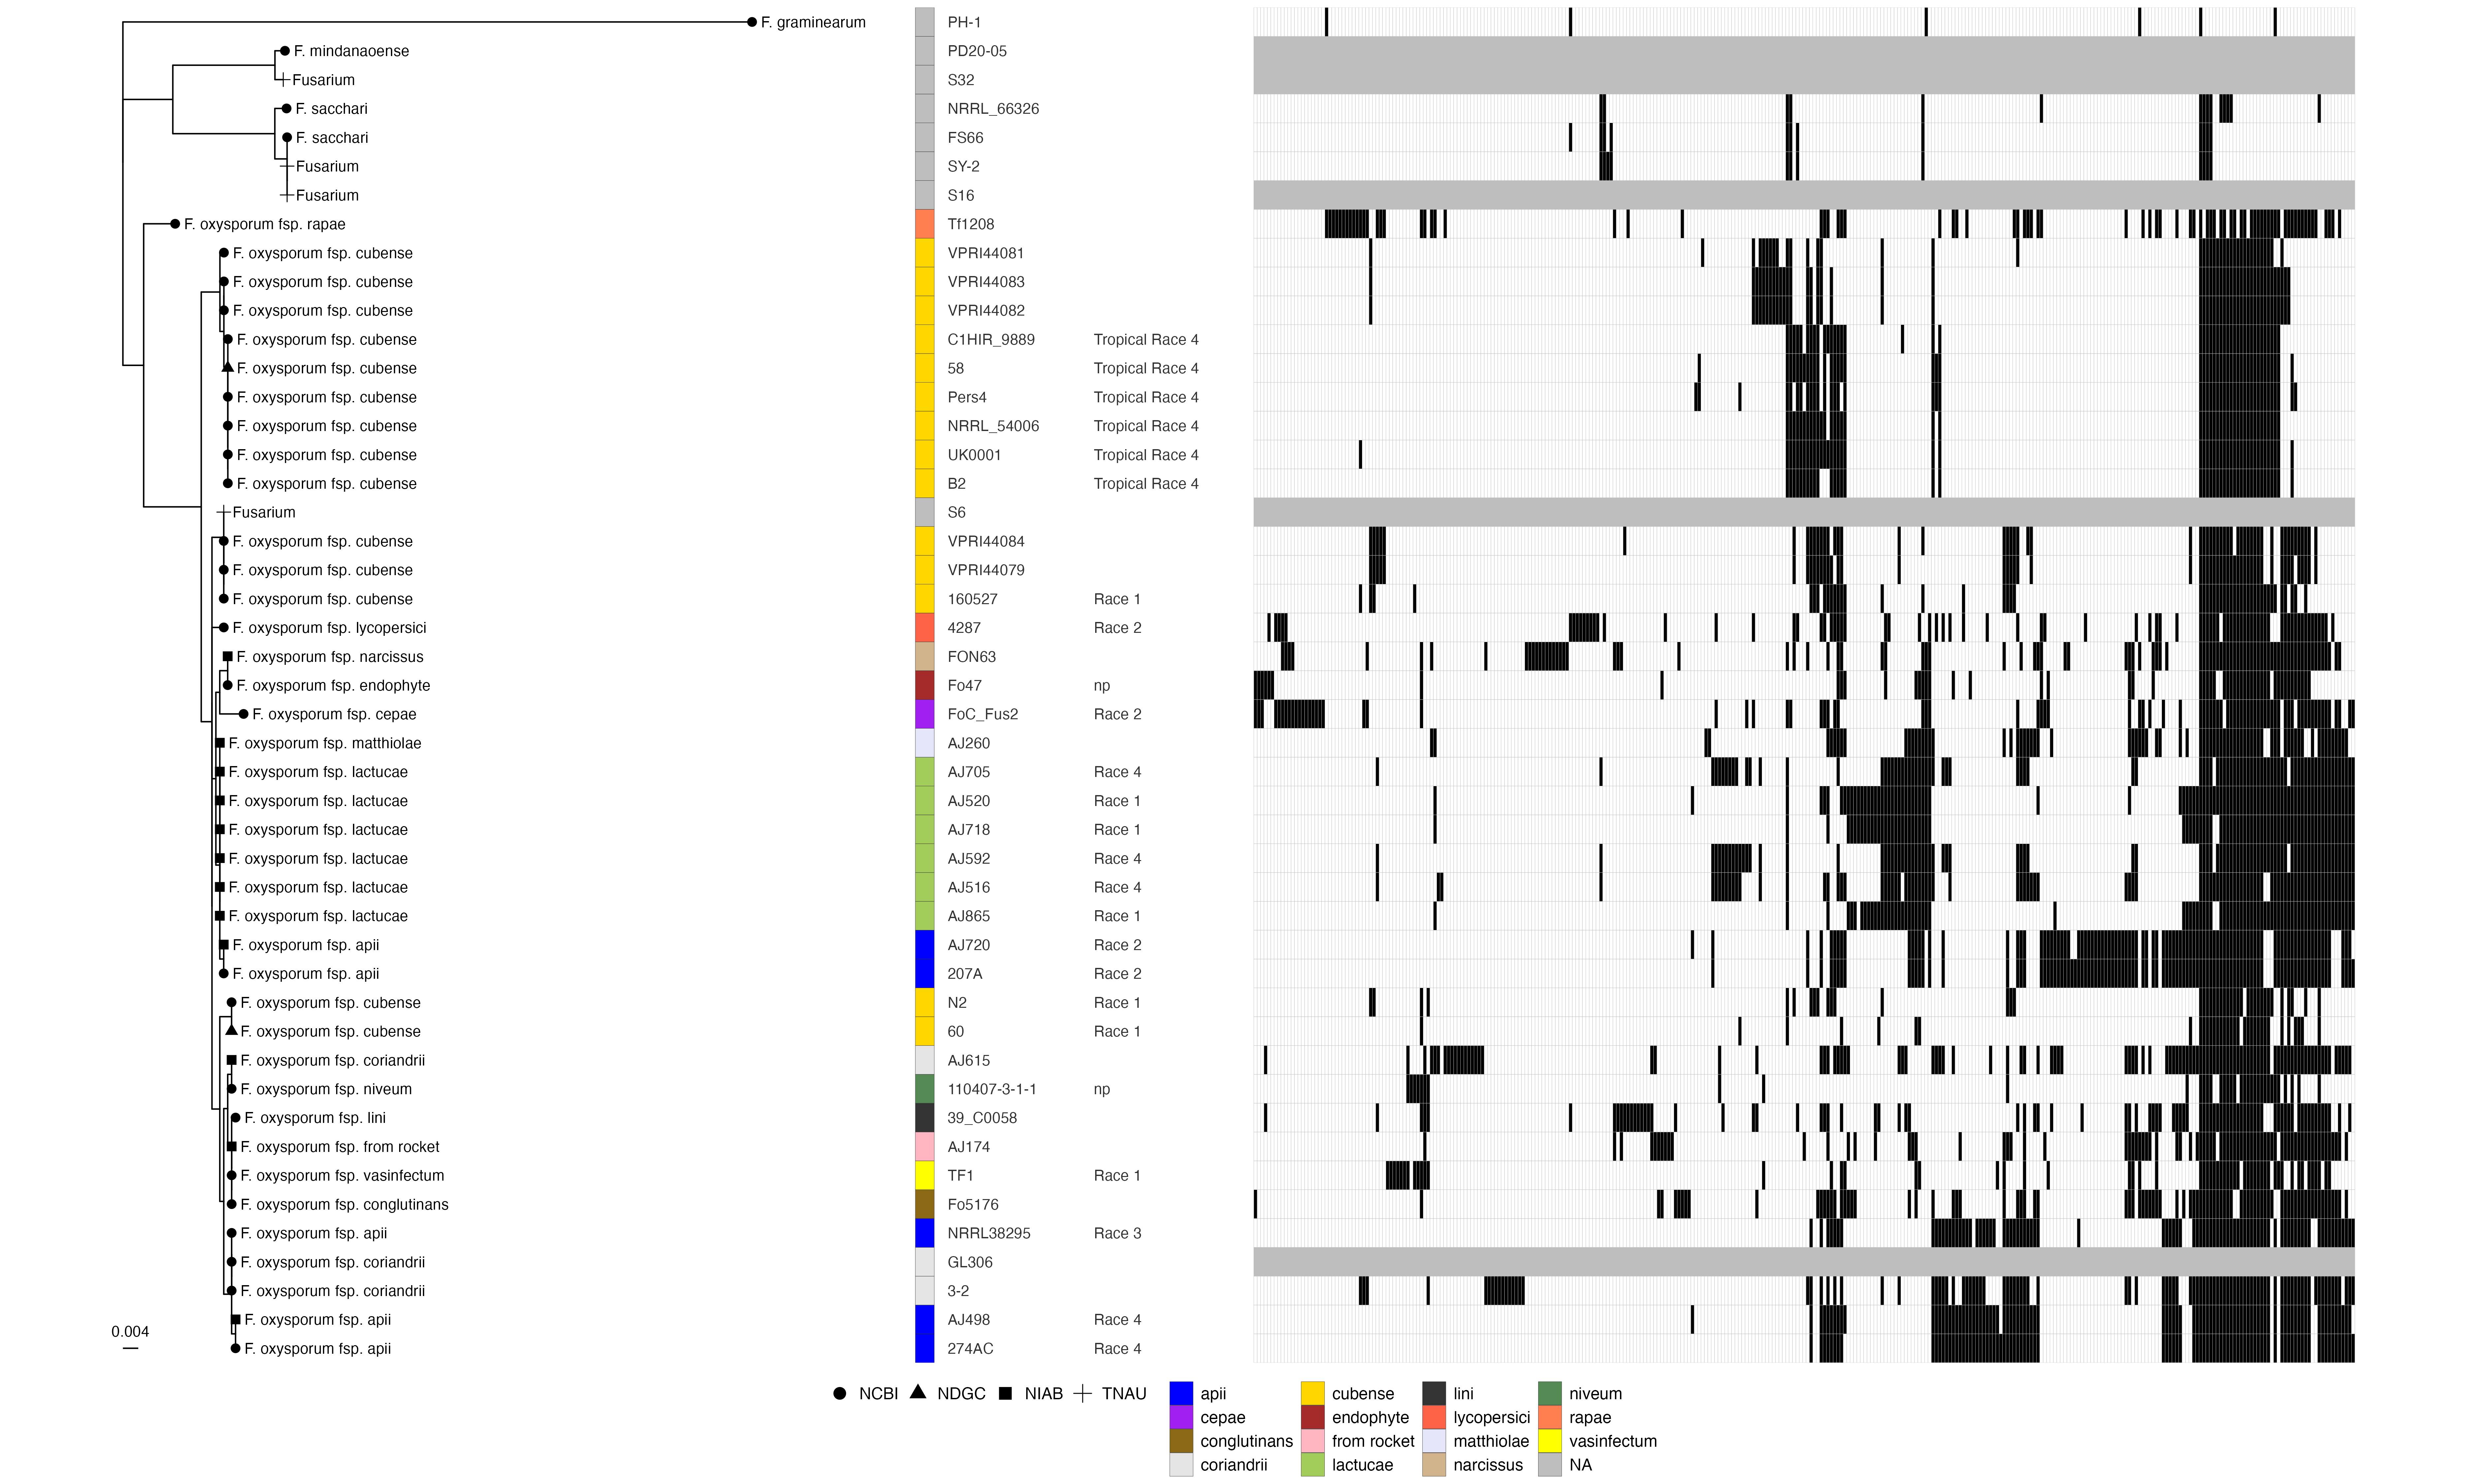 F. graminearum PH-1
F. mindanaoense PD20-05
Fusarium S32
F. sacchari NRRL_66326
F. sacchari FS66
Fusarium SY-2
Fusarium S16
F. oxysporum fsp. rapae Tf1208
F. oxysporum fsp. cubense VPRI44081
F. oxysporum fsp. cubense VPRI44083
F. oxysporum fsp. cubense VPRI44082
F. oxysporum fsp. cubense C1HIR_9889 Tropical Race 4
F. oxysporum fsp. cubense 58 Tropical Race 4
F. oxysporum fsp. cubense Pers4 Tropical Race 4
F. oxysporum fsp. cubense NRRL_54006 Tropical Race 4
F. oxysporum fsp. cubense UK0001 Tropical Race 4
F. oxysporum fsp. cubense B2 Tropical Race 4
Fusarium S6
F. oxysporum fsp. cubense VPRI44084
F. oxysporum fsp. cubense VPRI44079
F. oxysporum fsp. cubense 160527 Race 1
F. oxysporum fsp. lycopersici 4287 Race 2
F. oxysporum fsp. narcissus FON63
F. oxysporum fsp. endophyte Fo47 np
F. oxysporum fsp. cepae FoC_Fus2 Race 2
F. oxysporum fsp. matthiolae AJ260
F. oxysporum fsp. lactucae AJ705 Race 4
F. oxysporum fsp. lactucae AJ520 Race 1
F. oxysporum fsp. lactucae AJ718 Race 1
F. oxysporum fsp. lactucae AJ592 Race 4
F. oxysporum fsp. lactucae AJ516 Race 4
F. oxysporum fsp. lactucae AJ865 Race 1
F. oxysporum fsp. apii AJ720 Race 2
F. oxysporum fsp. apii 207A Race 2
F. oxysporum fsp. cubense N2 Race 1
F. oxysporum fsp. cubense 60 Race 1
F. oxysporum fsp. coriandrii AJ615
F. oxysporum fsp. niveum 110407-3-1-1 np
F. oxysporum fsp. lini 39_C0058
F. oxysporum fsp. from rocket AJ174
F. oxysporum fsp. vasinfectum TF1 Race 1
F. oxysporum fsp. conglutinans Fo5176
F. oxysporum fsp. apii NRRL38295 Race 3
F. oxysporum fsp. coriandrii GL306
F. oxysporum fsp. coriandrii 3-2
F. oxysporum fsp. apii AJ498 Race 4
F. oxysporum fsp. apii 274AC Race 4
0.004
NCBI NDGC NIAB TNAU
apii cubense lini niveum
cepae endophyte lycopersici rapae
conglutinans from rocket matthiolae vasinfectum
coriandrii lactucae narcissus NA